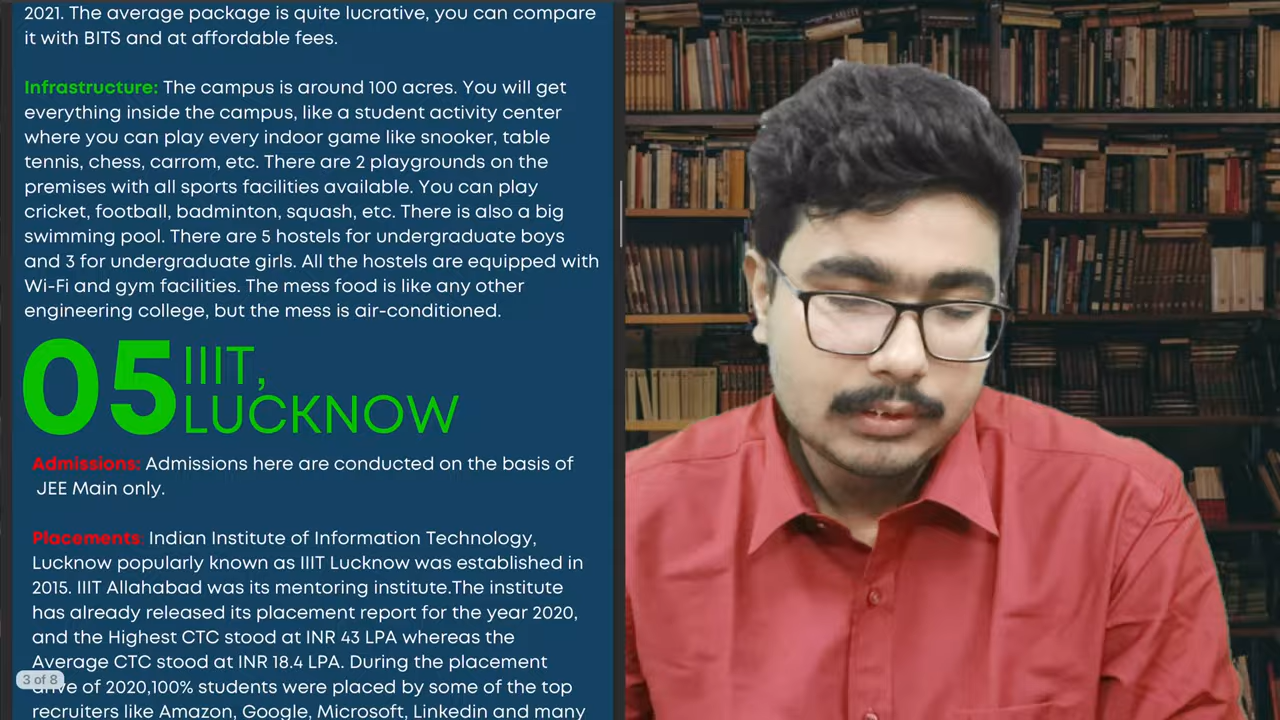 2021. The average package is quite lucrative, you can compare
it with BITS and at affordable fees.
Infrastructure: The campus is around 100 acres. You will get
everything inside the campus, like a student activity center
where you can play every indoor game like snooker, table
tennis, chess, carrom, etc. There are 2 playgrounds on the
premises with all sports facilities available. You can play
cricket, football, badminton, squash, etc. There is also a big
swimming pool. There are 5 hostels for undergraduate boys
and 3 for undergraduate girls. All the hostels are equipped with
Wi-Fi and gym facilities. The mess food is like any other
engineering college, but the mess is air-conditioned.
05 IIIT,
LUCKNOW
Admissions: Admissions here are conducted on the basis of
JEE Main only.
Placements: Indian Institute of Information Technology,
Lucknow popularly known as IIIT Lucknow was established in
2015. IIIT Allahabad was its mentoring institute.The institute
has already released its placement report for the year 2020,
and the Highest CTC stood at INR 43 LPA whereas the
Average CTC stood at INR 18.4 LPA. During the placement
drive of 2020,100% students were placed by some of the top
recruiters like Amazon, Google, Microsoft, Linkedin and many
3 of 8